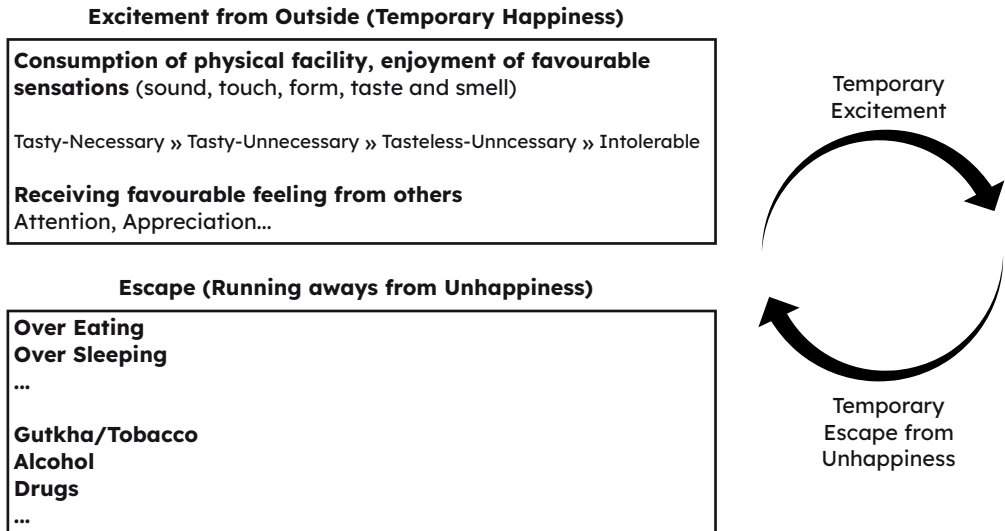 Excitement from Outside (Temporary Happiness)
Consumption of physical facility, enjoyment of favourable
sensations (sound, touch, form, taste and smell)
Tasty-Necessary » Tasty-Unnecessary » Tasteless-Unncessary » Intolerable
Receiving favourable feeling from others
Attention, Appreciation...
Temporary
Excitement
Escape (Running aways from Unhappiness)
Over Eating
Over Sleeping
...
Gutkha/Tobacco
Alcohol
Drugs
...
Temporary
Escape from
Unhappiness